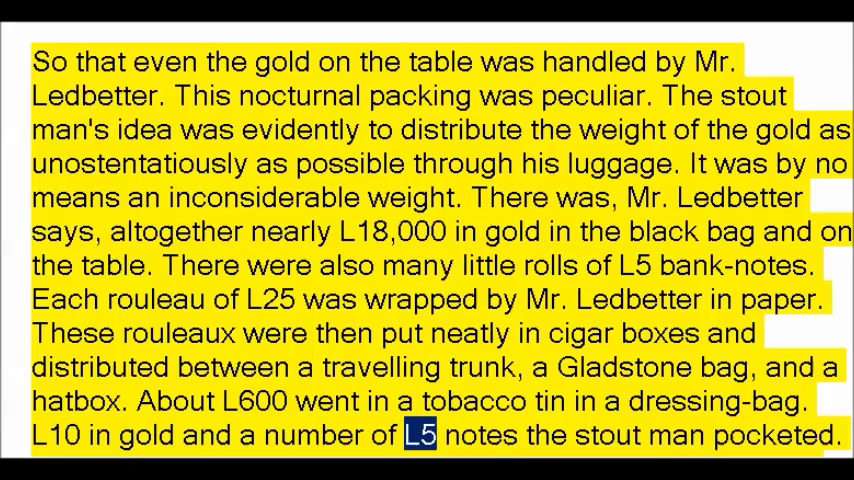 So that even the gold on the table was handled by Mr.
Ledbetter. This nocturnal packing was peculiar. The stout
man's idea was evidently to distribute the weight of the gold as
unostentatiously as possible through his luggage. It was by no
means an inconsiderable weight. There was, Mr. Ledbetter
says, altogether nearly L18,000 in gold in the black bag and on
the table. There were also many little rolls of L5 bank-notes.
Each rouleau of L25 was wrapped by Mr. Ledbetter in paper.
These rouleaux were then put neatly in cigar boxes and
distributed between a travelling trunk, a Gladstone bag, and a
hatbox. About L600 went in a tobacco tin in a dressing-bag.
L10 in gold and a number of L5 notes the stout man pocketed.